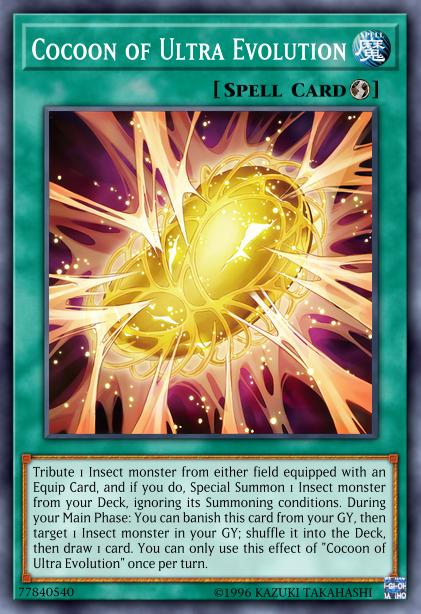 COCOON OF ULTRA EVOLUTION
SPELL
魔
[SPELL CARD]
Tribute 1 Insect monster from either field equipped with an
Equip Card, and if you do, Special Summon 1 Insect monster
from your Deck, ignoring its Summoning conditions. During
your Main Phase: You can banish this card from your GY, then
target 1 Insect monster in your GY; shuffle it into the Deck,
then draw 1 card. You can only use this effect of "Cocoon of
Ultra Evolution" once per turn.
77840540
©1996 KAZUKI TAKAHASHI